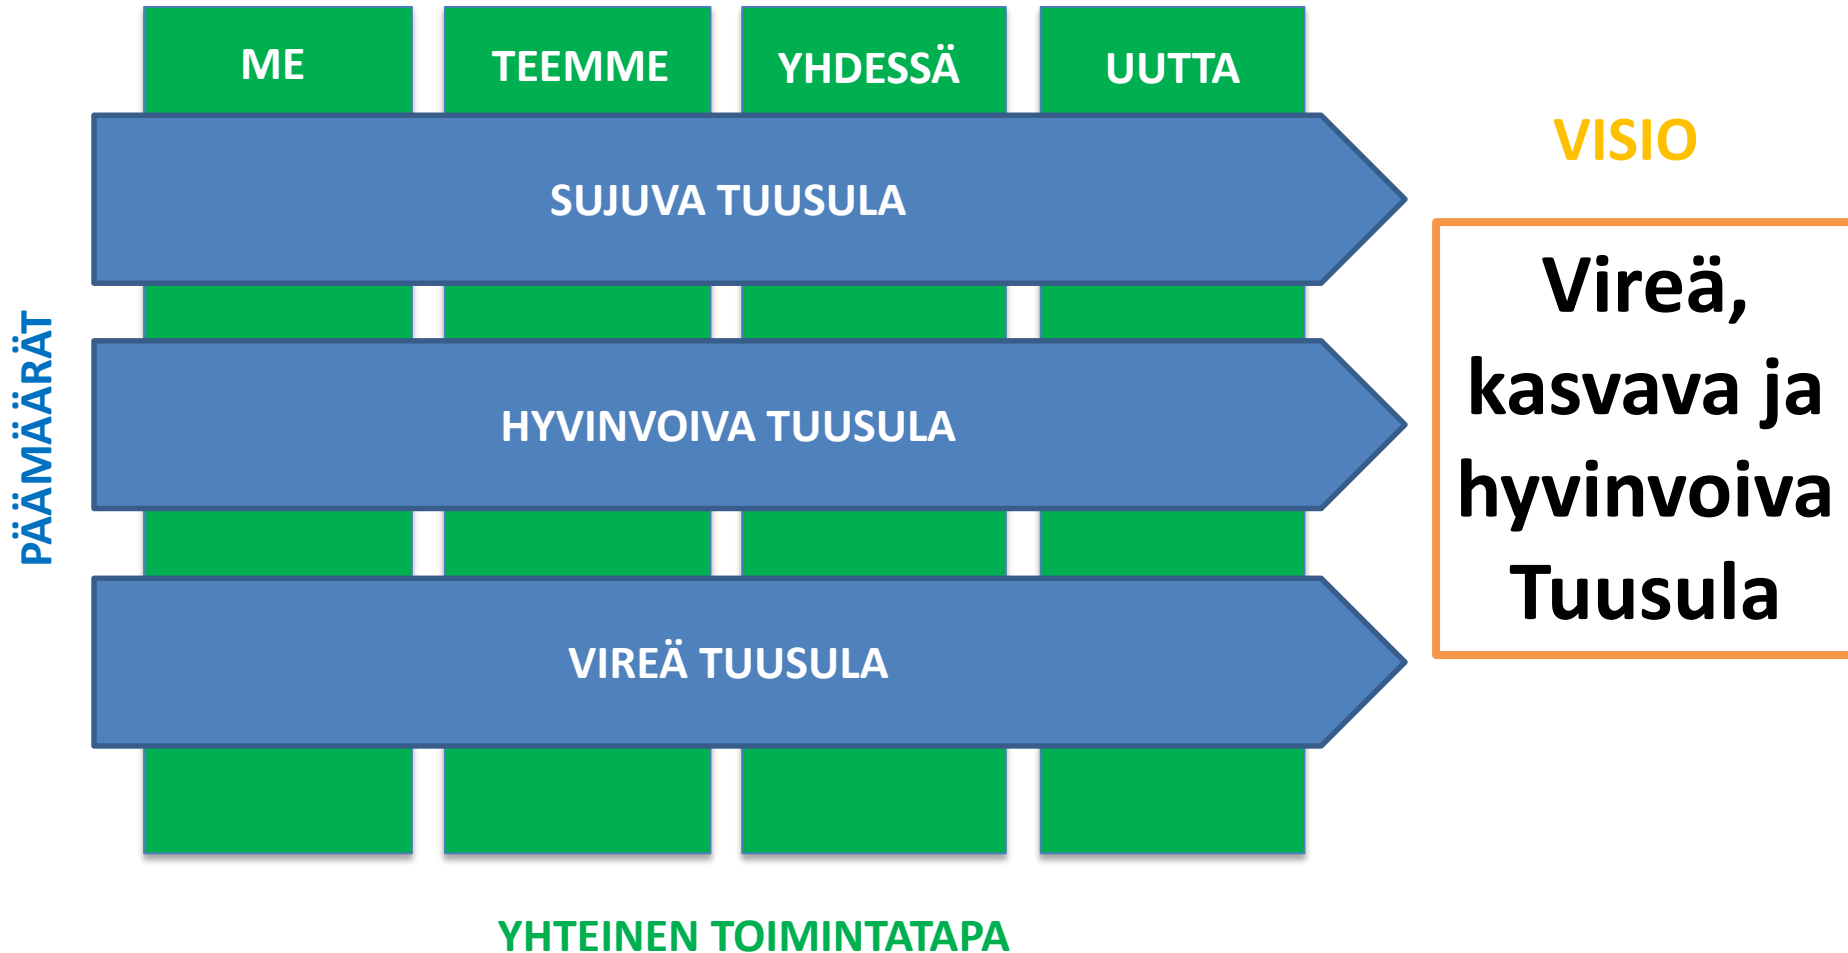 ME
TEEMME
YHDESSÄ
UUTTA
SUJUVA TUUSULA
HYVINVOIVA TUUSULA
VIREÄ TUUSULA
PÄÄMÄÄRÄT
YHTEINEN TOIMINTATAPA
VISIO
Vireä,
kasvava ja
hyvinvoiva
Tuusula